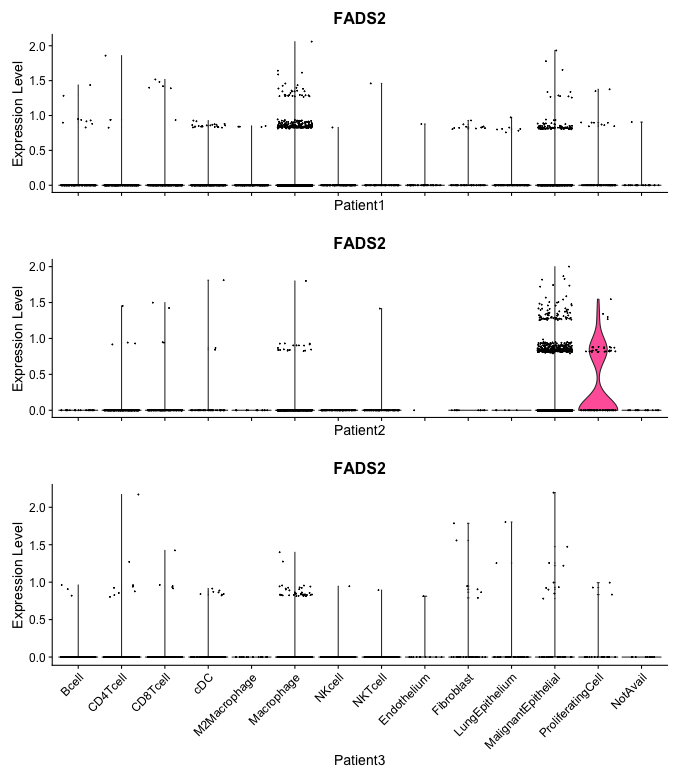 FADS2
Expression Level
2.0
1.5
1.0
0.5
0.0
Patient1
FADS2
Expression Level
2.0
1.5
1.0
0.5
0.0
Patient2
FADS2
Expression Level
2.0
1.5
1.0
0.5
0.0
Bcell
CD4Tcell
CD8Tcell
cDC
M2Macrophage
Macrophage
NKcell
NKTcell
Endothelium
Fibroblast
LungEpithelium
MalignantEpithelial
ProliferatingCell
NotAvail
Patient3